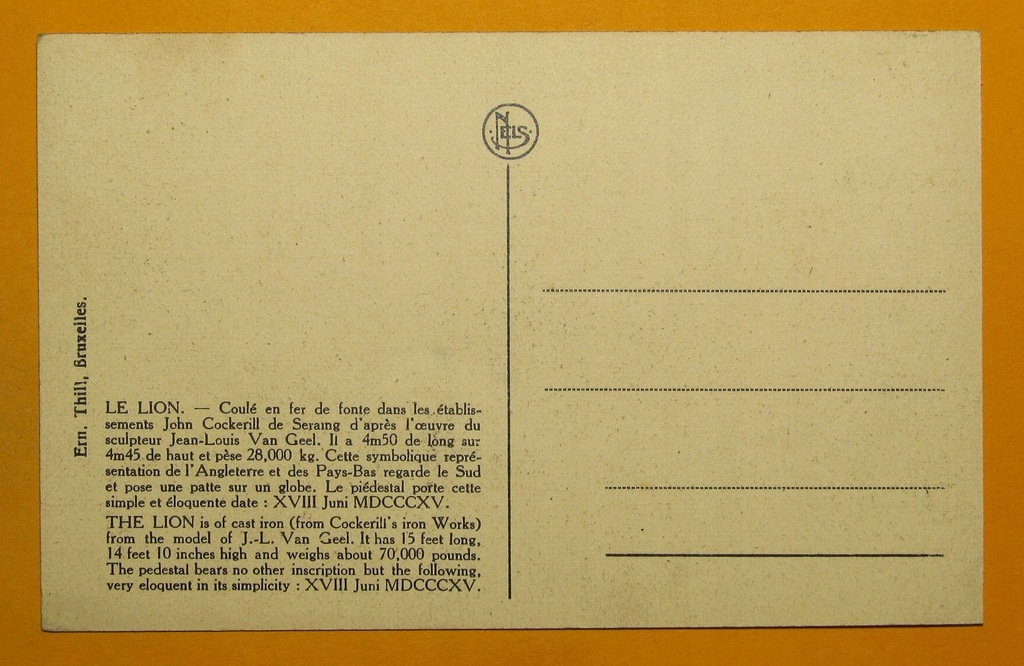 NELS
Ern. Thill, Bruxelles.
LE LION. — Coulé en fer de fonte dans les établis-
sements John Cockerill de Seraing d'après l'œuvre du
sculpteur Jean-Louis Van Geel. Il a 4m50 de long sur
4m45 de haut et pèse 28,000 kg. Cette symbolique repré-
sentation de l'Angleterre et des Pays-Bas regarde le Sud
et pose une patte sur un globe. Le piédestal porte cette
simple et éloquente date : XVIII Juni MDCCCXV.
THE LION is of cast iron (from Cockerill's iron Works)
from the model of J.-L. Van Geel. It has 15 feet long,
14 feet 10 inches high and weighs about 70,000 pounds.
The pedestal bears no other inscription but the following,
very eloquent in its simplicity : XVIII Juni MDCCCXV.